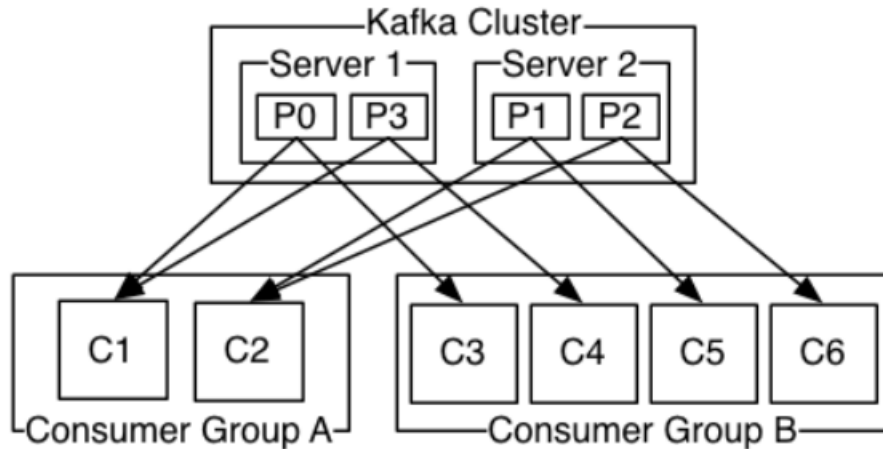 Kafka Cluster
Server 1
Server 2
P0
P3
P1
P2
C1
C2
C3
C4
C5
C6
Consumer Group A
Consumer Group B